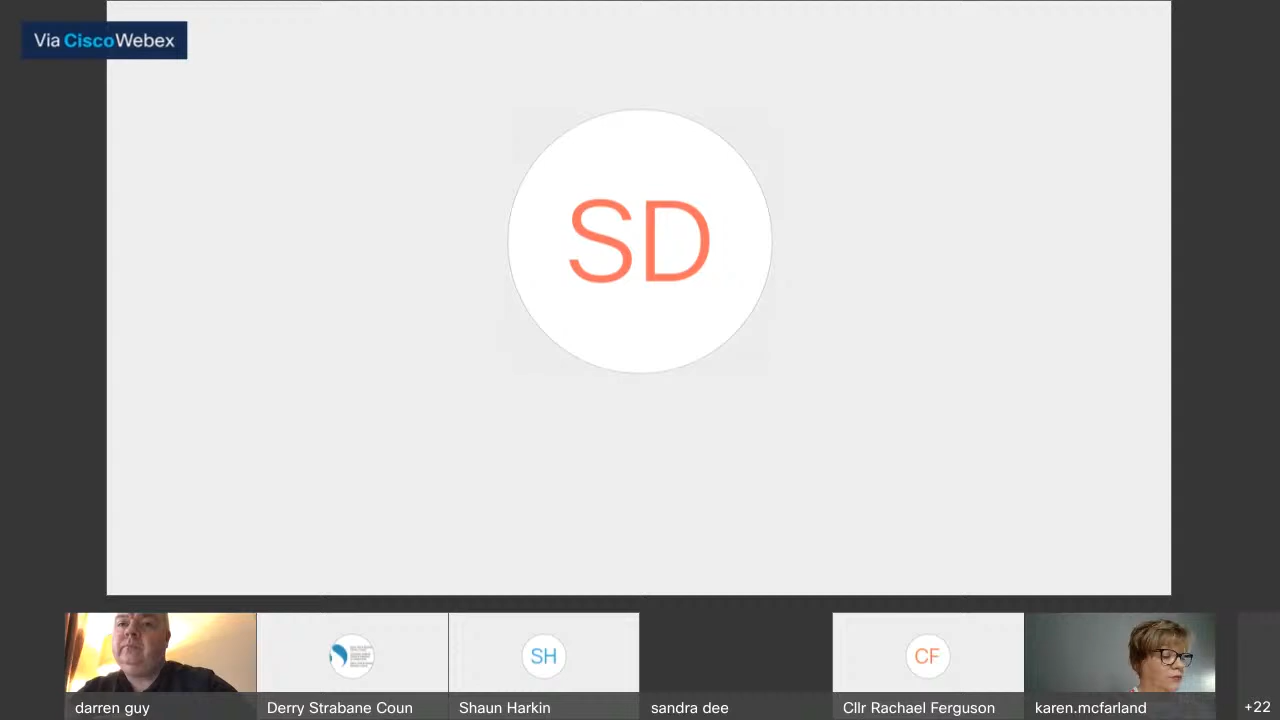 Via CiscoWebex
SD
SH
CF
darren guy
Derry Strabane Coun
Shaun Harkin
sandra dee
Cllr Rachael Ferguson
karen.mcfarland
+22